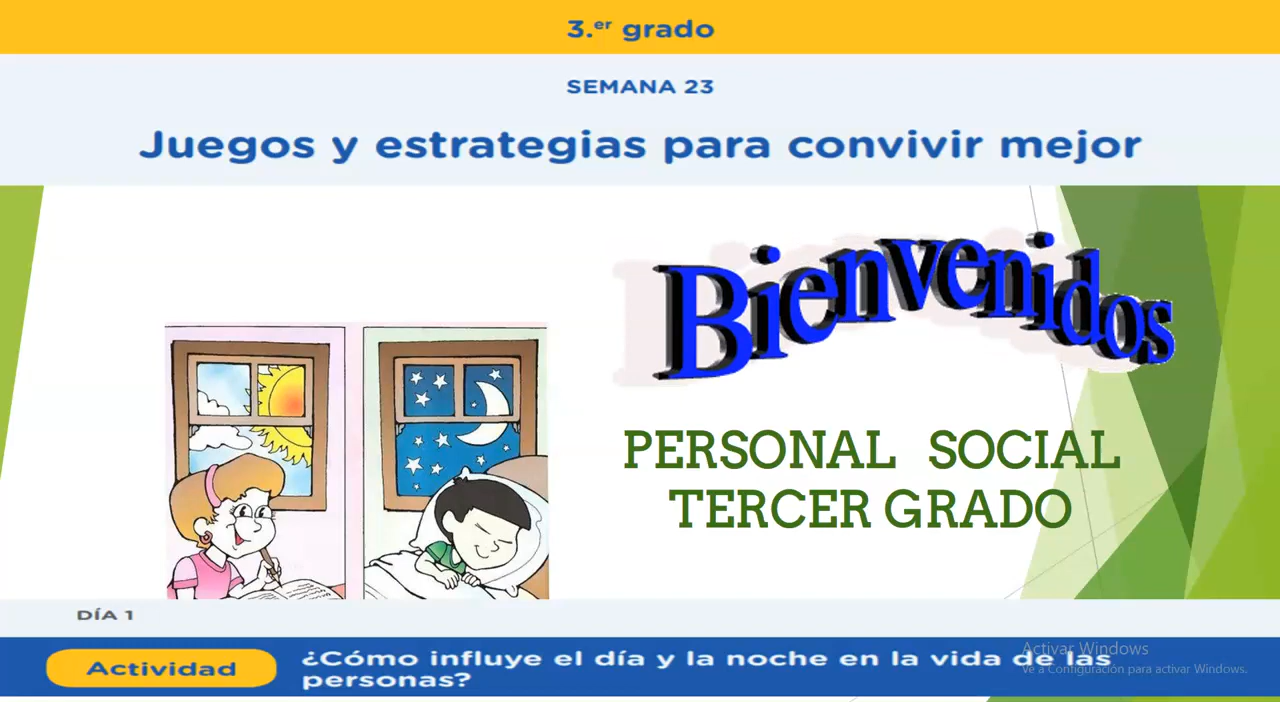 3.er grado
SEMANA 23
Juegos y estrategias para convivir mejor
Bienvenidos
PERSONAL SOCIAL
TERCER GRADO
DÍA 1
Actividad
¿Cómo influye el día y la noche en la vida de las
personas?
Activar Windows
Ve a Configuración para activar Windows.